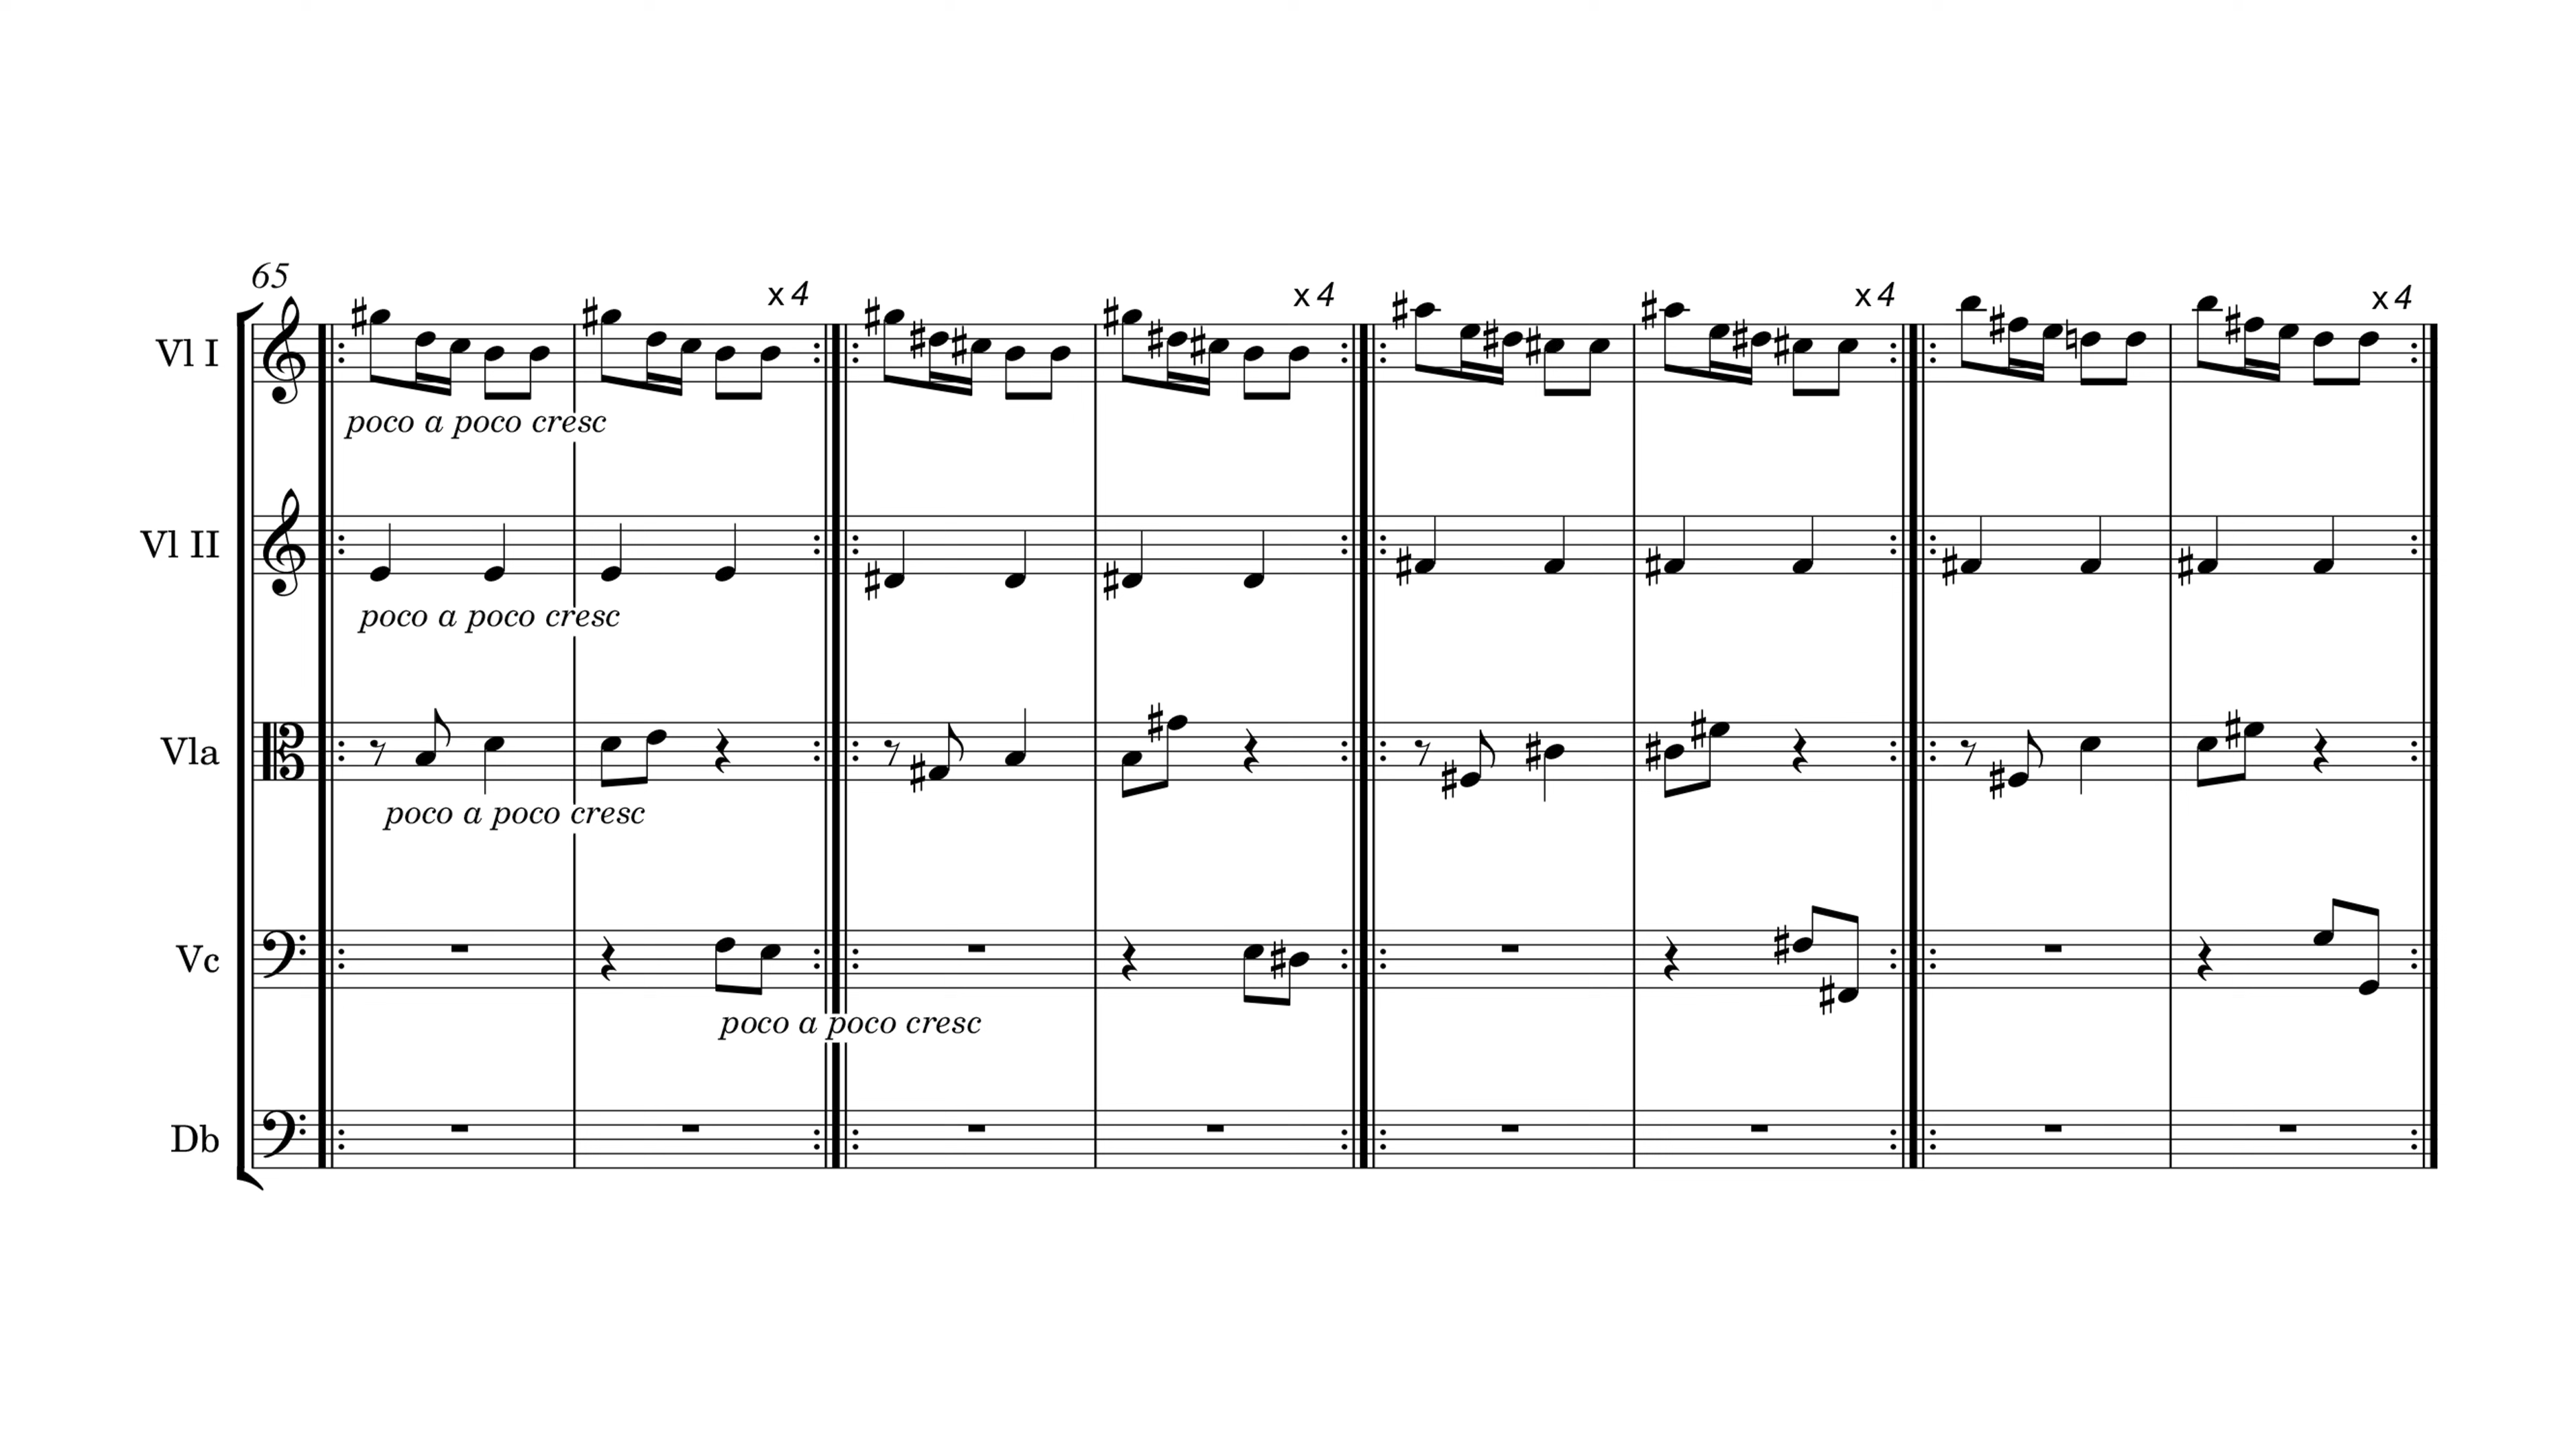 65
x 4 x 4 x 4 x 4
Vl I
poco a poco cresc
Vl II
poco a poco cresc
Vla
poco a poco cresc
Vc
poco a poco cresc
Db